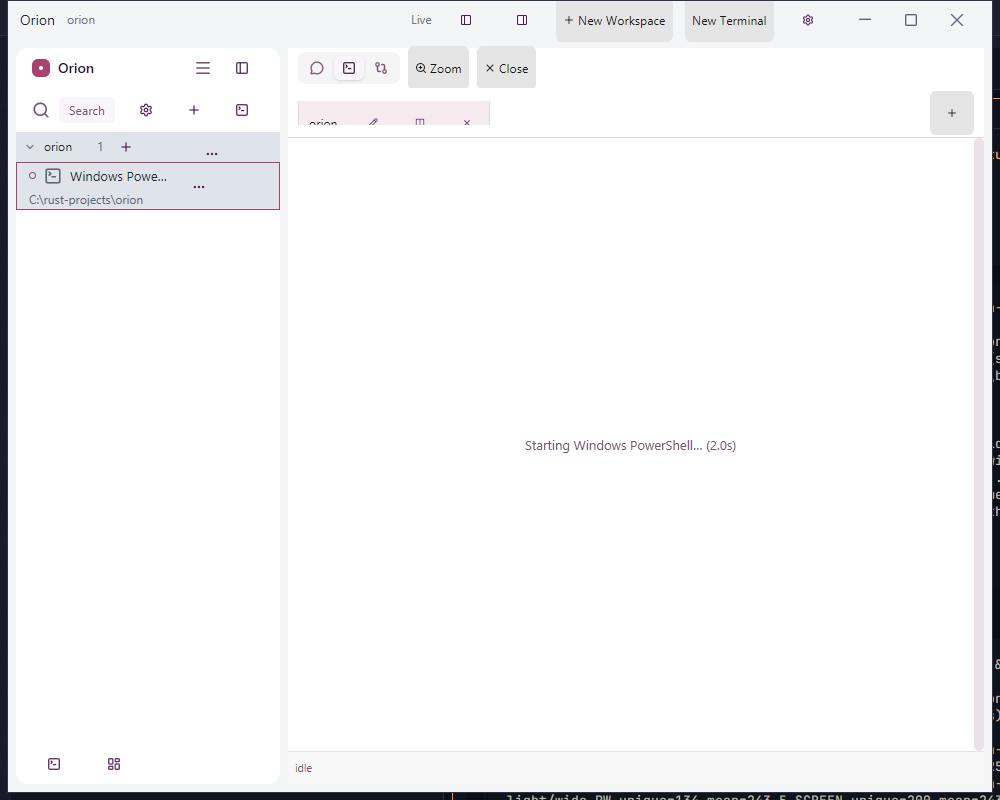 Orion orion Live + New Workspace New Terminal
Orion
Zoom Close
Search
orion
orion 1 +
Windows Powe...
C:\rust-projects\orion
Starting Windows PowerShell... (2.0s)
idle